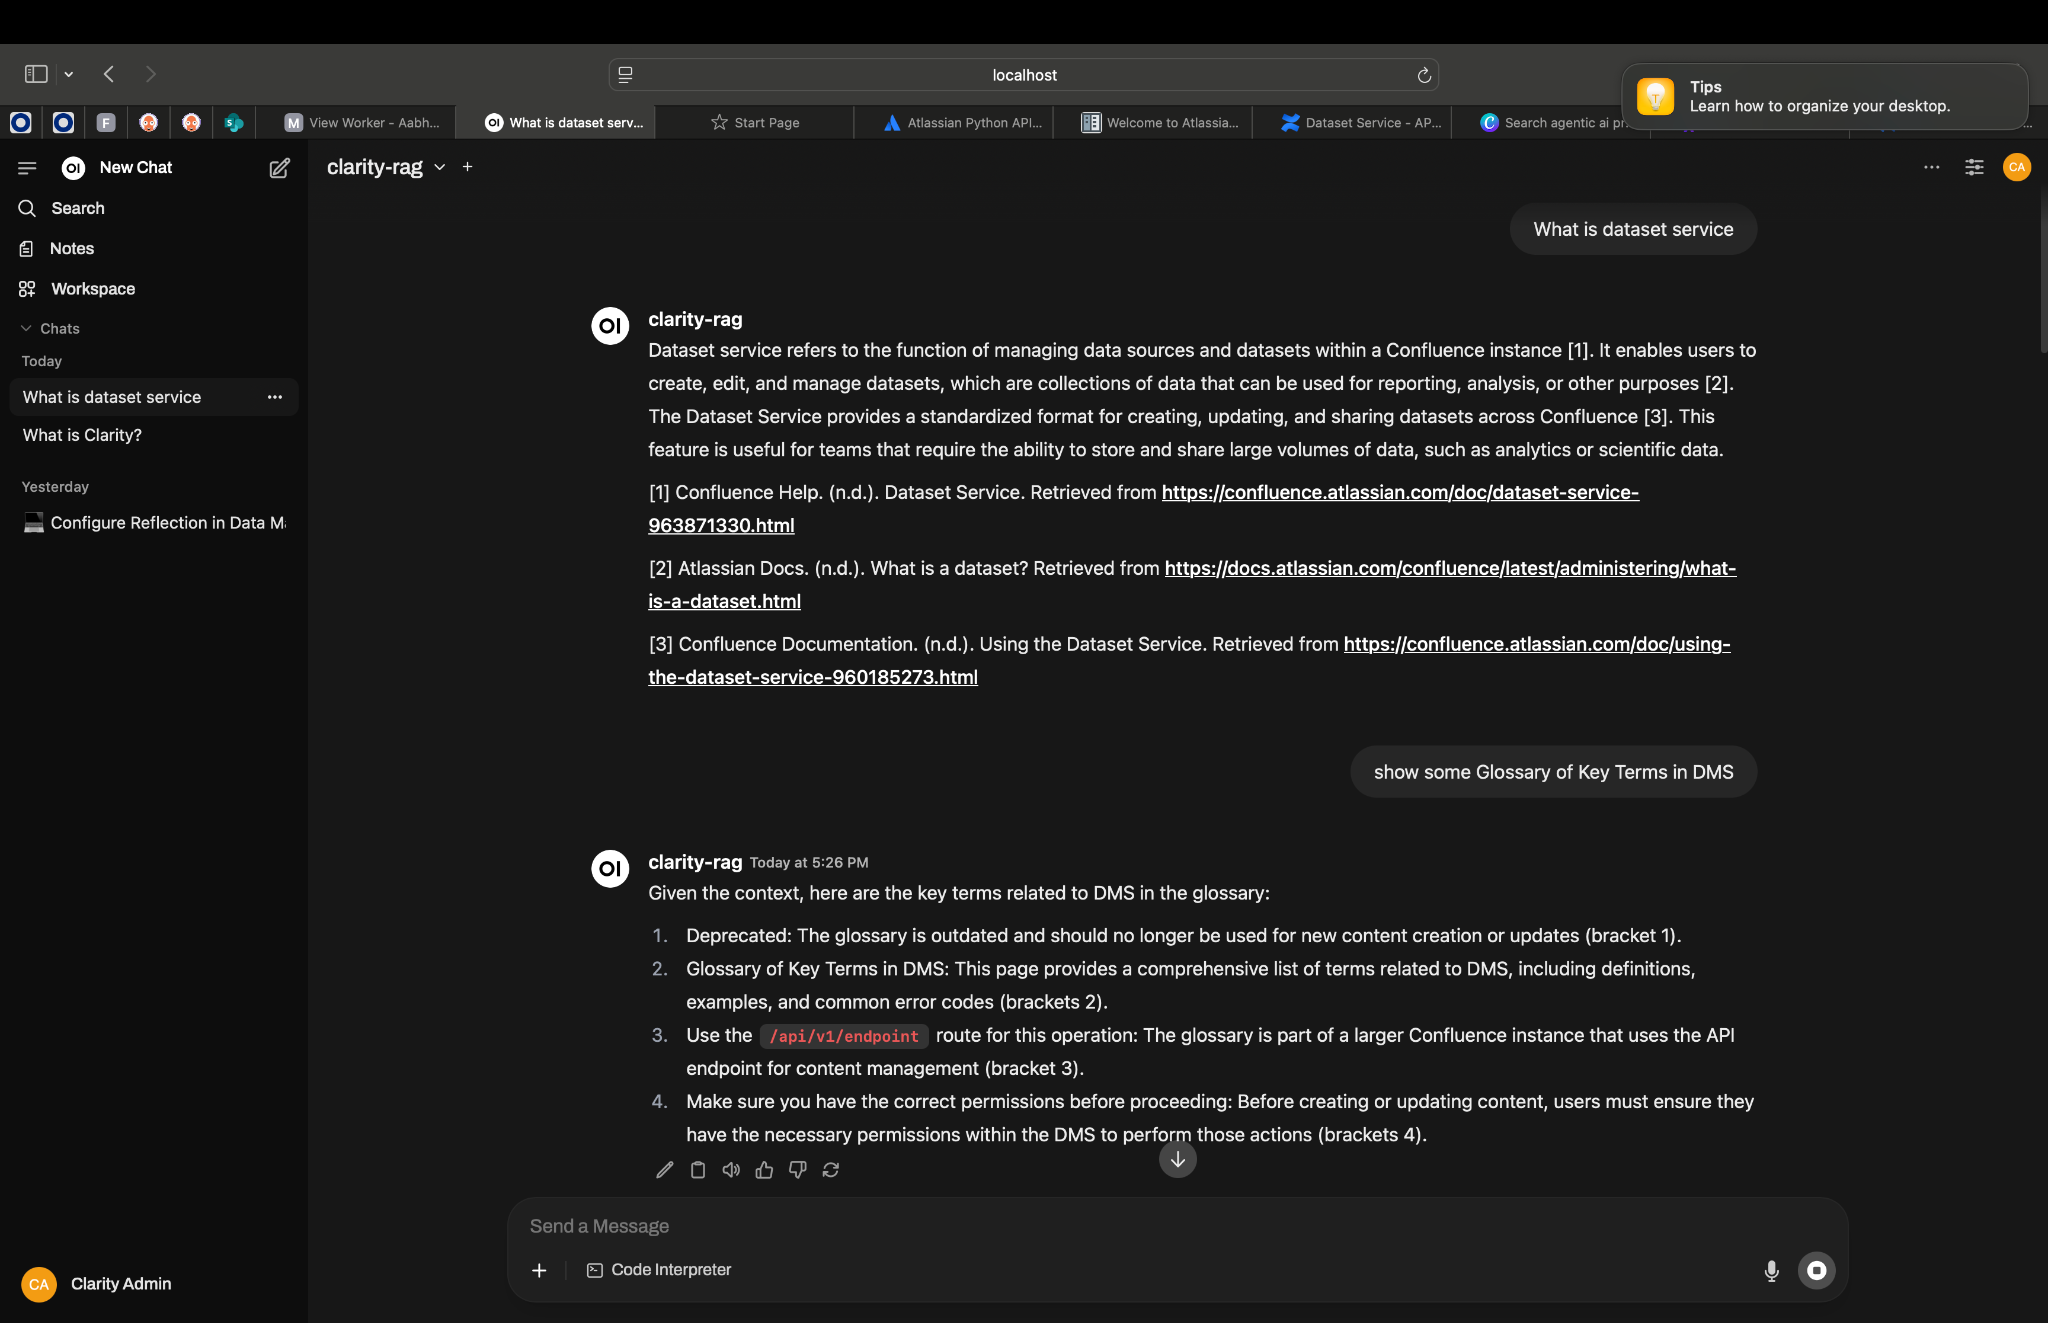 localhost
Tips
Learn how to organize your desktop.
F
M View Worker - Aabh...
OI What is dataset serv...
Start Page
Atlassian Python API...
Welcome to Atlassia...
Dataset Service - AP...
Search agentic ai pr
OI New Chat
Search
Notes
Workspace
Chats
Today
What is dataset service
What is Clarity?
Yesterday
Configure Reflection in Data M
CA Clarity Admin
clarity-rag
CA
What is dataset service
OI clarity-rag
Dataset service refers to the function of managing data sources and datasets within a Confluence instance [1]. It enables users to
create, edit, and manage datasets, which are collections of data that can be used for reporting, analysis, or other purposes [2].
The Dataset Service provides a standardized format for creating, updating, and sharing datasets across Confluence [3]. This
feature is useful for teams that require the ability to store and share large volumes of data, such as analytics or scientific data.
[1] Confluence Help. (n.d.). Dataset Service. Retrieved from https://confluence.atlassian.com/doc/dataset-service-
963871330.html
[2] Atlassian Docs. (n.d.). What is a dataset? Retrieved from https://docs.atlassian.com/confluence/latest/administering/what-
is-a-dataset.html
[3] Confluence Documentation. (n.d.). Using the Dataset Service. Retrieved from https://confluence.atlassian.com/doc/using-
the-dataset-service-960185273.html
show some Glossary of Key Terms in DMS
OI clarity-rag Today at 5:26 PM
Given the context, here are the key terms related to DMS in the glossary:
1. Deprecated: The glossary is outdated and should no longer be used for new content creation or updates (bracket 1).
2. Glossary of Key Terms in DMS: This page provides a comprehensive list of terms related to DMS, including definitions,
examples, and common error codes (brackets 2).
3. Use the /api/v1/endpoint route for this operation: The glossary is part of a larger Confluence instance that uses the API
endpoint for content management (bracket 3).
4. Make sure you have the correct permissions before proceeding: Before creating or updating content, users must ensure they
have the necessary permissions within the DMS to perform those actions (brackets 4).
Send a Message
Code Interpreter